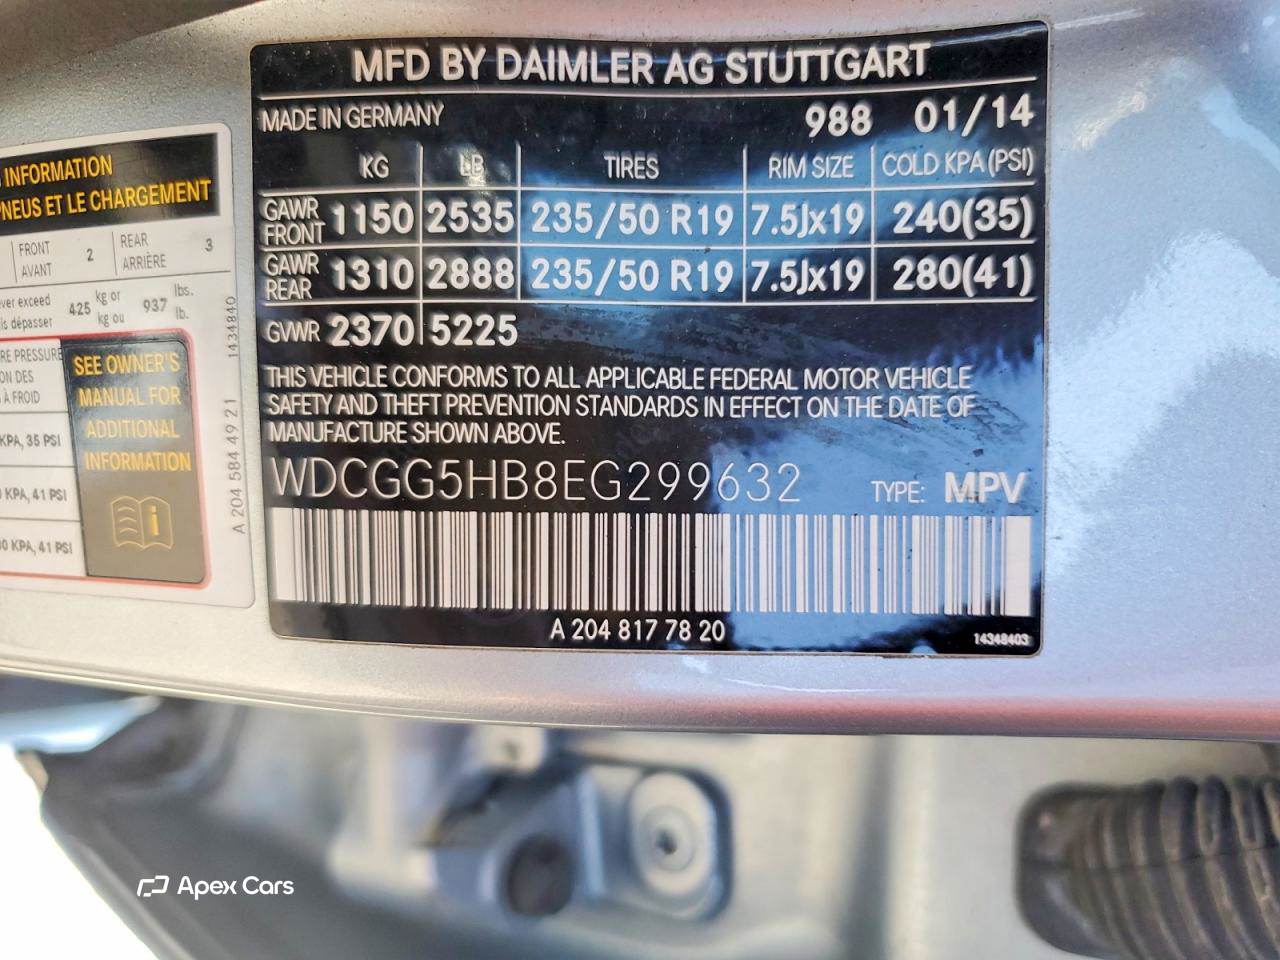 MFD BY DAIMLER AG STUTTGART
MADE IN GERMANY 988 01/14
KG LB TIRES RIM SIZE COLD KPA (PSI)
GAWR FRONT 1150 2535 235/50 R19 7.5Jx19 240(35)
GAWR REAR 1310 2888 235/50 R19 7.5Jx19 280(41)
GVWR 2370 5225
THIS VEHICLE CONFORMS TO ALL APPLICABLE FEDERAL MOTOR VEHICLE
SAFETY AND THEFT PREVENTION STANDARDS IN EFFECT ON THE DATE OF
MANUFACTURE SHOWN ABOVE.
WDCGG5HB8EG299632 TYPE: MPV
A 204 817 78 20 14348403
INFORMATION
PNEUS ET LE CHARGEMENT
FRONT 2 REAR 3
AVANT ARRIÈRE
ver exceed 425 kg or 937 lbs.
is dépasser kg ou lb.
RE PRESSURE
ON DES
À FROID
KPA, 35 PSI
0 KPA, 41 PSI
00 KPA, 41 PSI
SEE OWNER'S
MANUAL FOR
ADDITIONAL
INFORMATION
i
A 204 584 49 21 1434840
Apex Cars